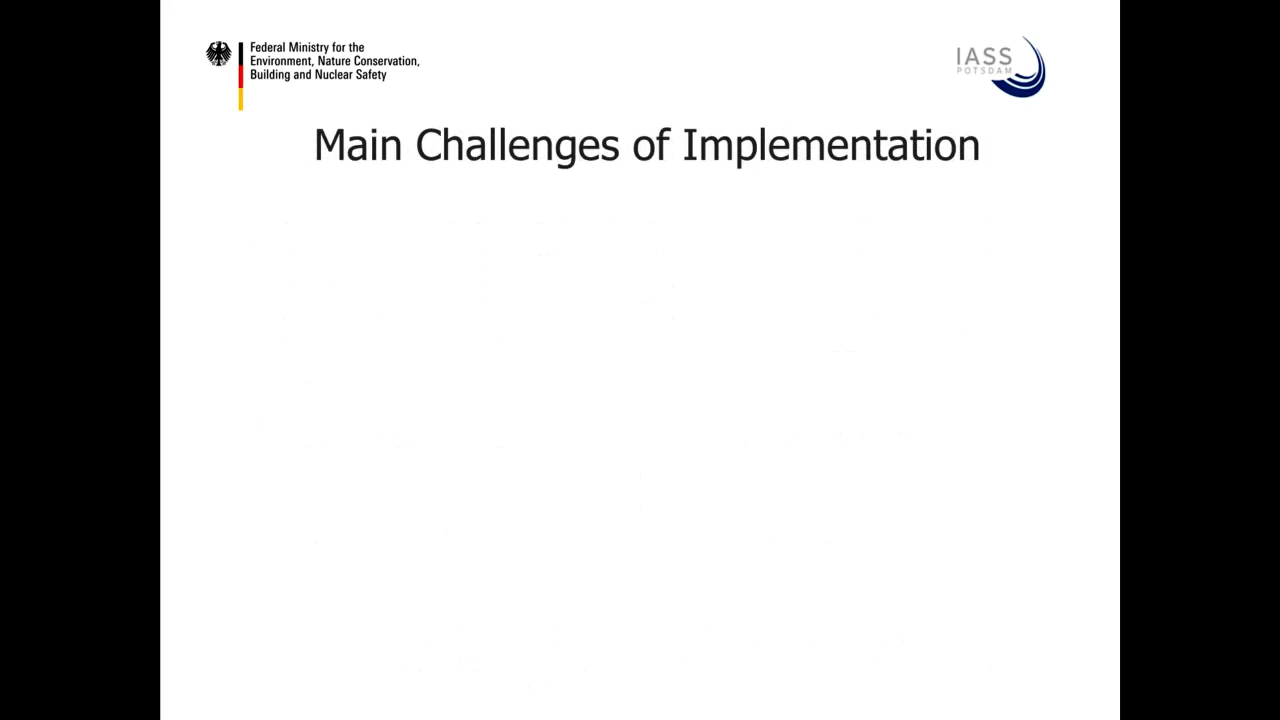 Federal Ministry for the
Environment, Nature Conservation,
Building and Nuclear Safety
IASS
POTSDAM
Main Challenges of Implementation